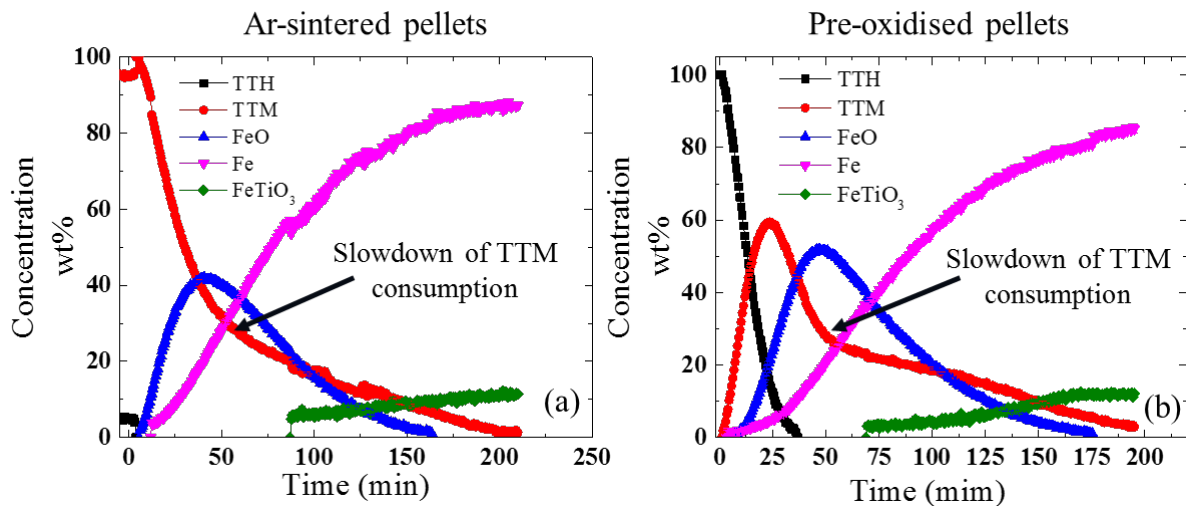 Ar-sintered pellets
Pre-oxidised pellets
100
80
60
40
20
0
Concentration
wt%
TTH
TTM
FeO
Fe
FeTiO3
Slowdown of TTM
consumption
(a)
0 50 100 150 200 250
Time (min)
100
80
60
40
20
0
Concentration
wt%
TTH
TTM
FeO
Fe
FeTiO3
Slowdown of TTM
consumption
(b)
0 25 50 75 100 125 150 175 200
Time (mim)